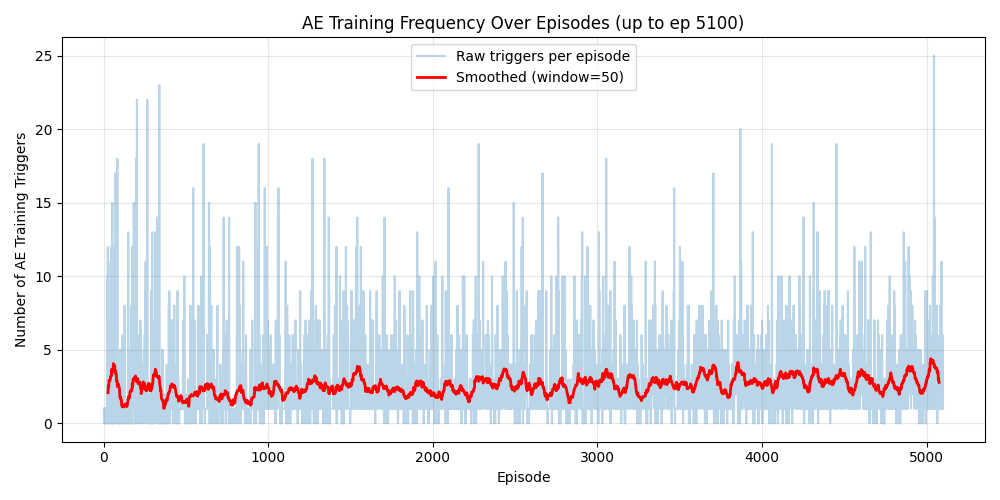 AE Training Frequency Over Episodes (up to ep 5100)
Raw triggers per episode
Smoothed (window=50)
Number of AE Training Triggers
25
20
15
10
5
0
0 1000 2000 3000 4000 5000
Episode